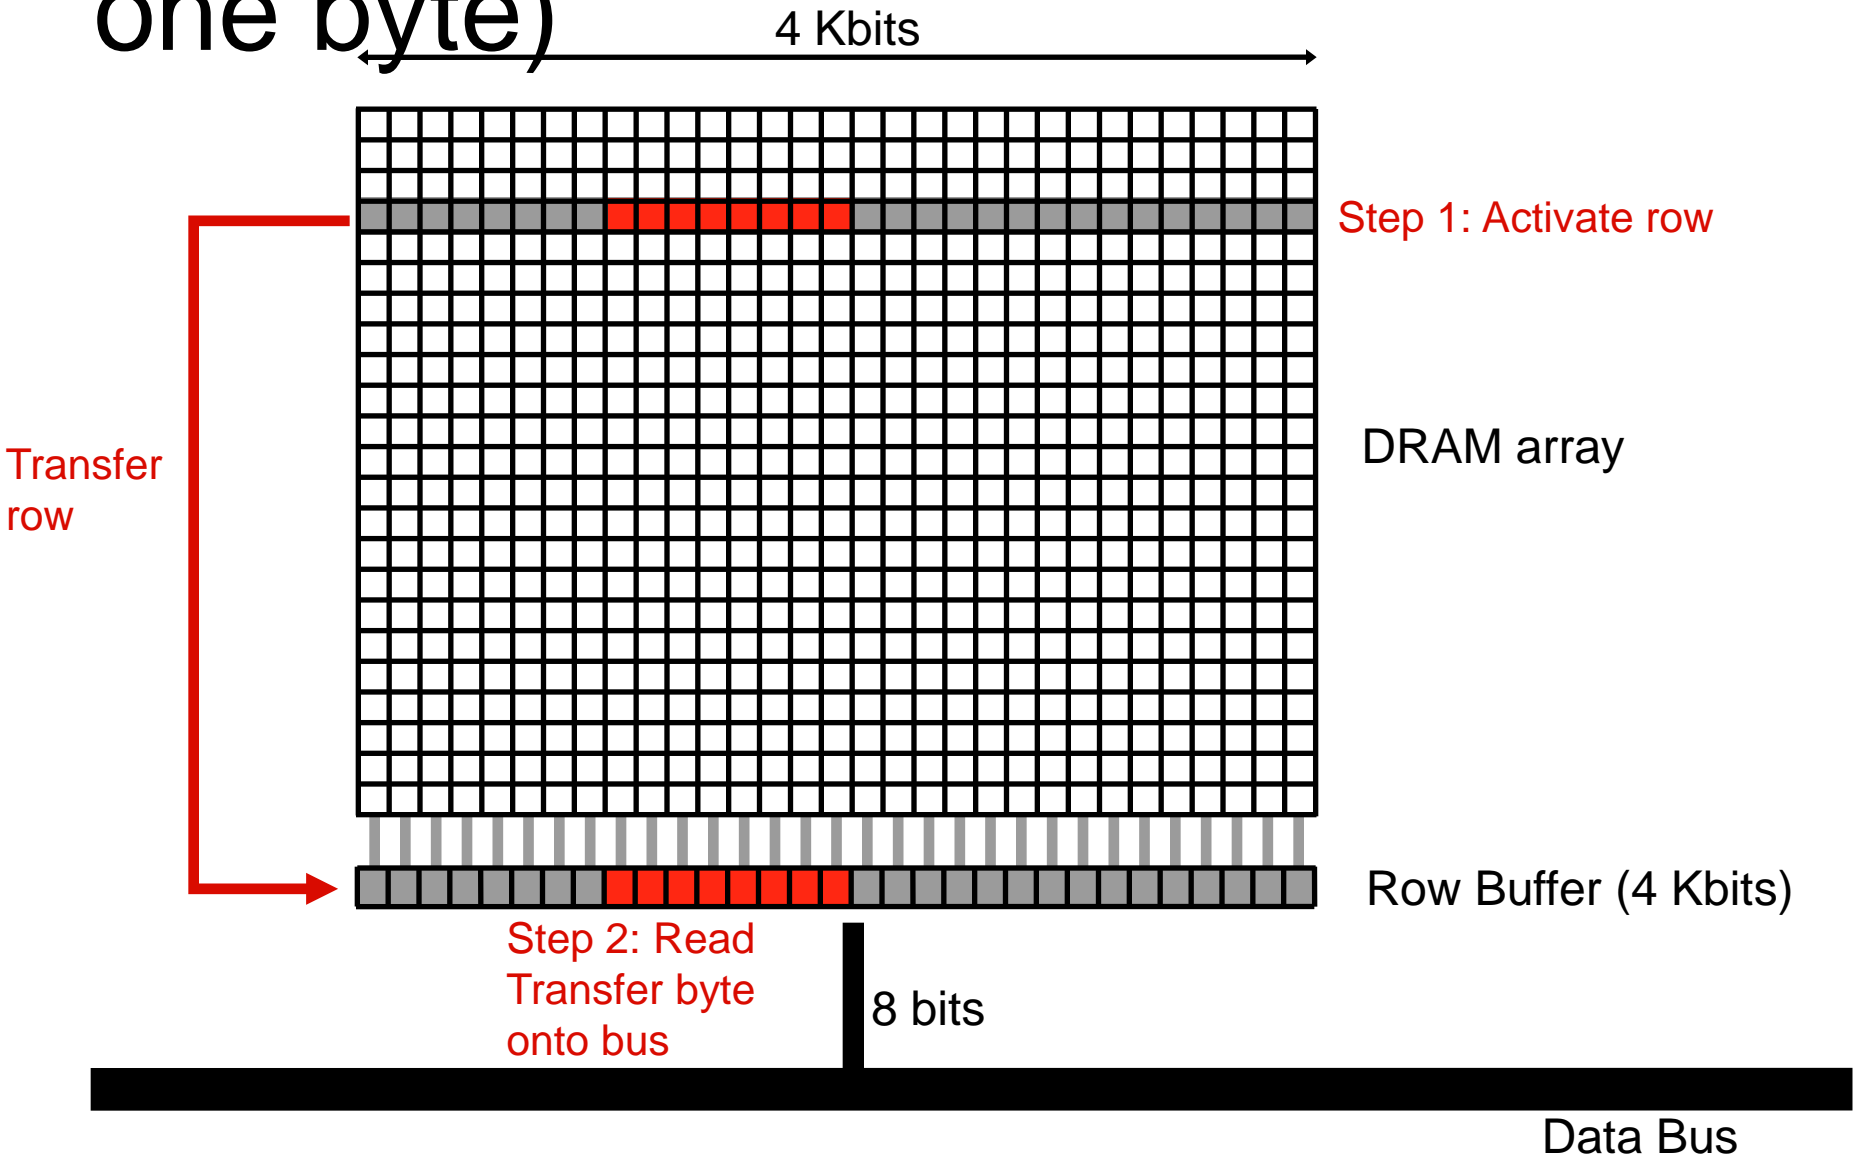 one byte)
4 Kbits
Step 1: Activate row
DRAM array
Transfer
row
Row Buffer (4 Kbits)
Step 2: Read
Transfer byte
onto bus
8 bits
Data Bus